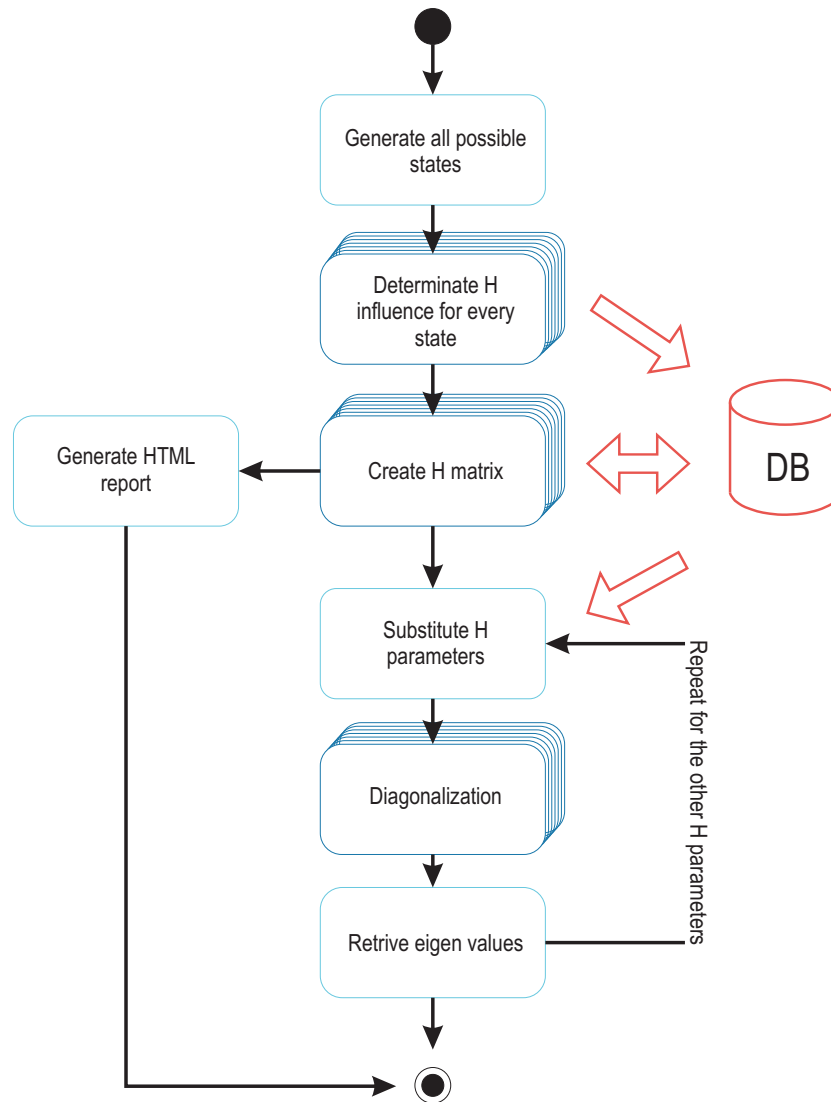 Generate all possible
states
Determinate H
influence for every
state
Generate HTML
report
Create H matrix
DB
Substitute H
parameters
Repeat for the other H parameters
Diagonalization
Retrive eigen values